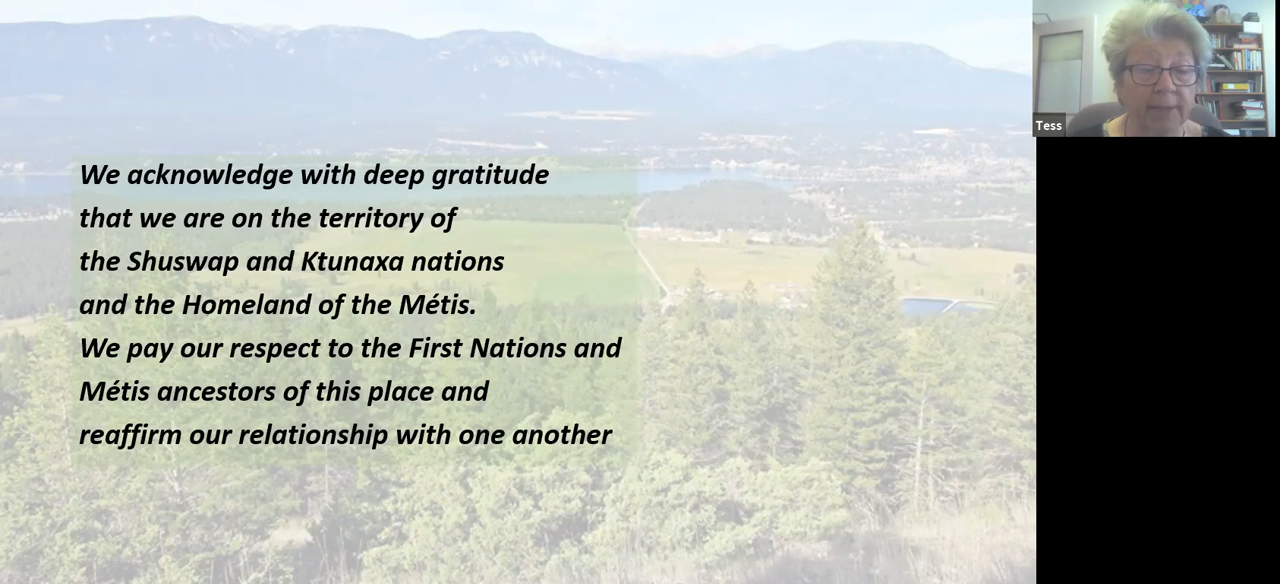 We acknowledge with deep gratitude
that we are on the territory of
the Shuswap and Ktunaxa nations
and the Homeland of the Métis.
We pay our respect to the First Nations and
Métis ancestors of this place and
reaffirm our relationship with one another
Tess